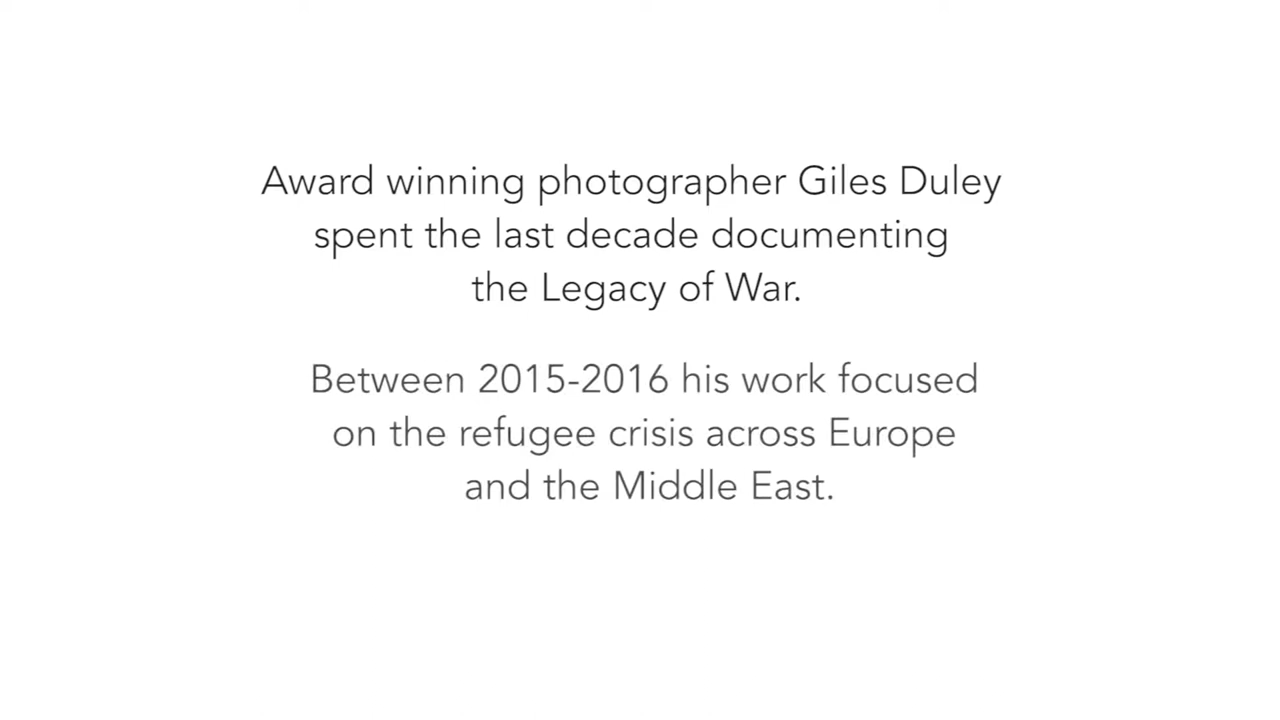 Award winning photographer Giles Duley
spent the last decade documenting
the Legacy of War.
Between 2015-2016 his work focused
on the refugee crisis across Europe
and the Middle East.